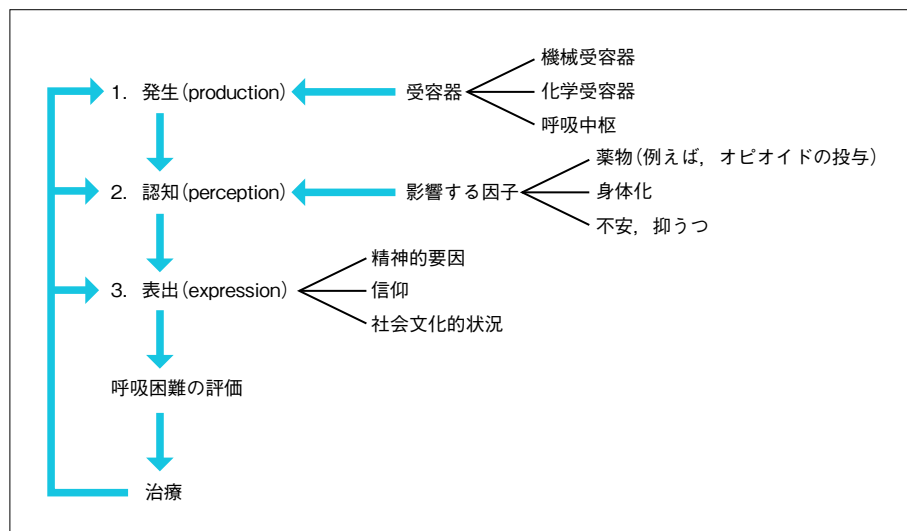 機械受容器
1. 発生(production)
受容器
化学受容器
呼吸中枢
薬物(例えば,オピオイドの投与)
2. 認知(perception)
影響する因子
身体化
不安,抑うつ
精神的要因
3. 表出(expression)
信仰
社会文化的状況
呼吸困難の評価
治療